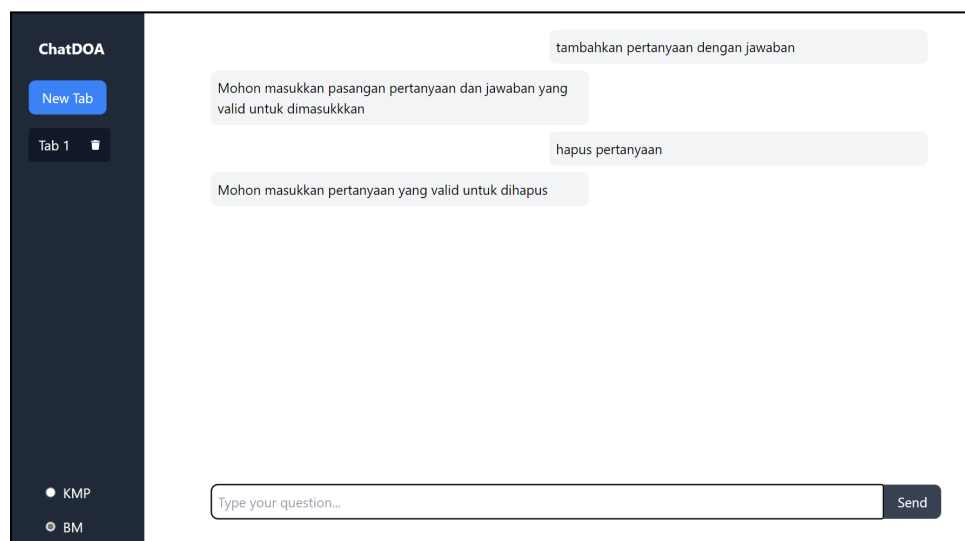 ChatDOA
New Tab
Tab 1
tambahkan pertanyaan dengan jawaban
Mohon masukkan pasangan pertanyaan dan jawaban yang
valid untuk dimasukkkan
hapus pertanyaan
Mohon masukkan pertanyaan yang valid untuk dihapus
KMP
BM
Type your question...
Send